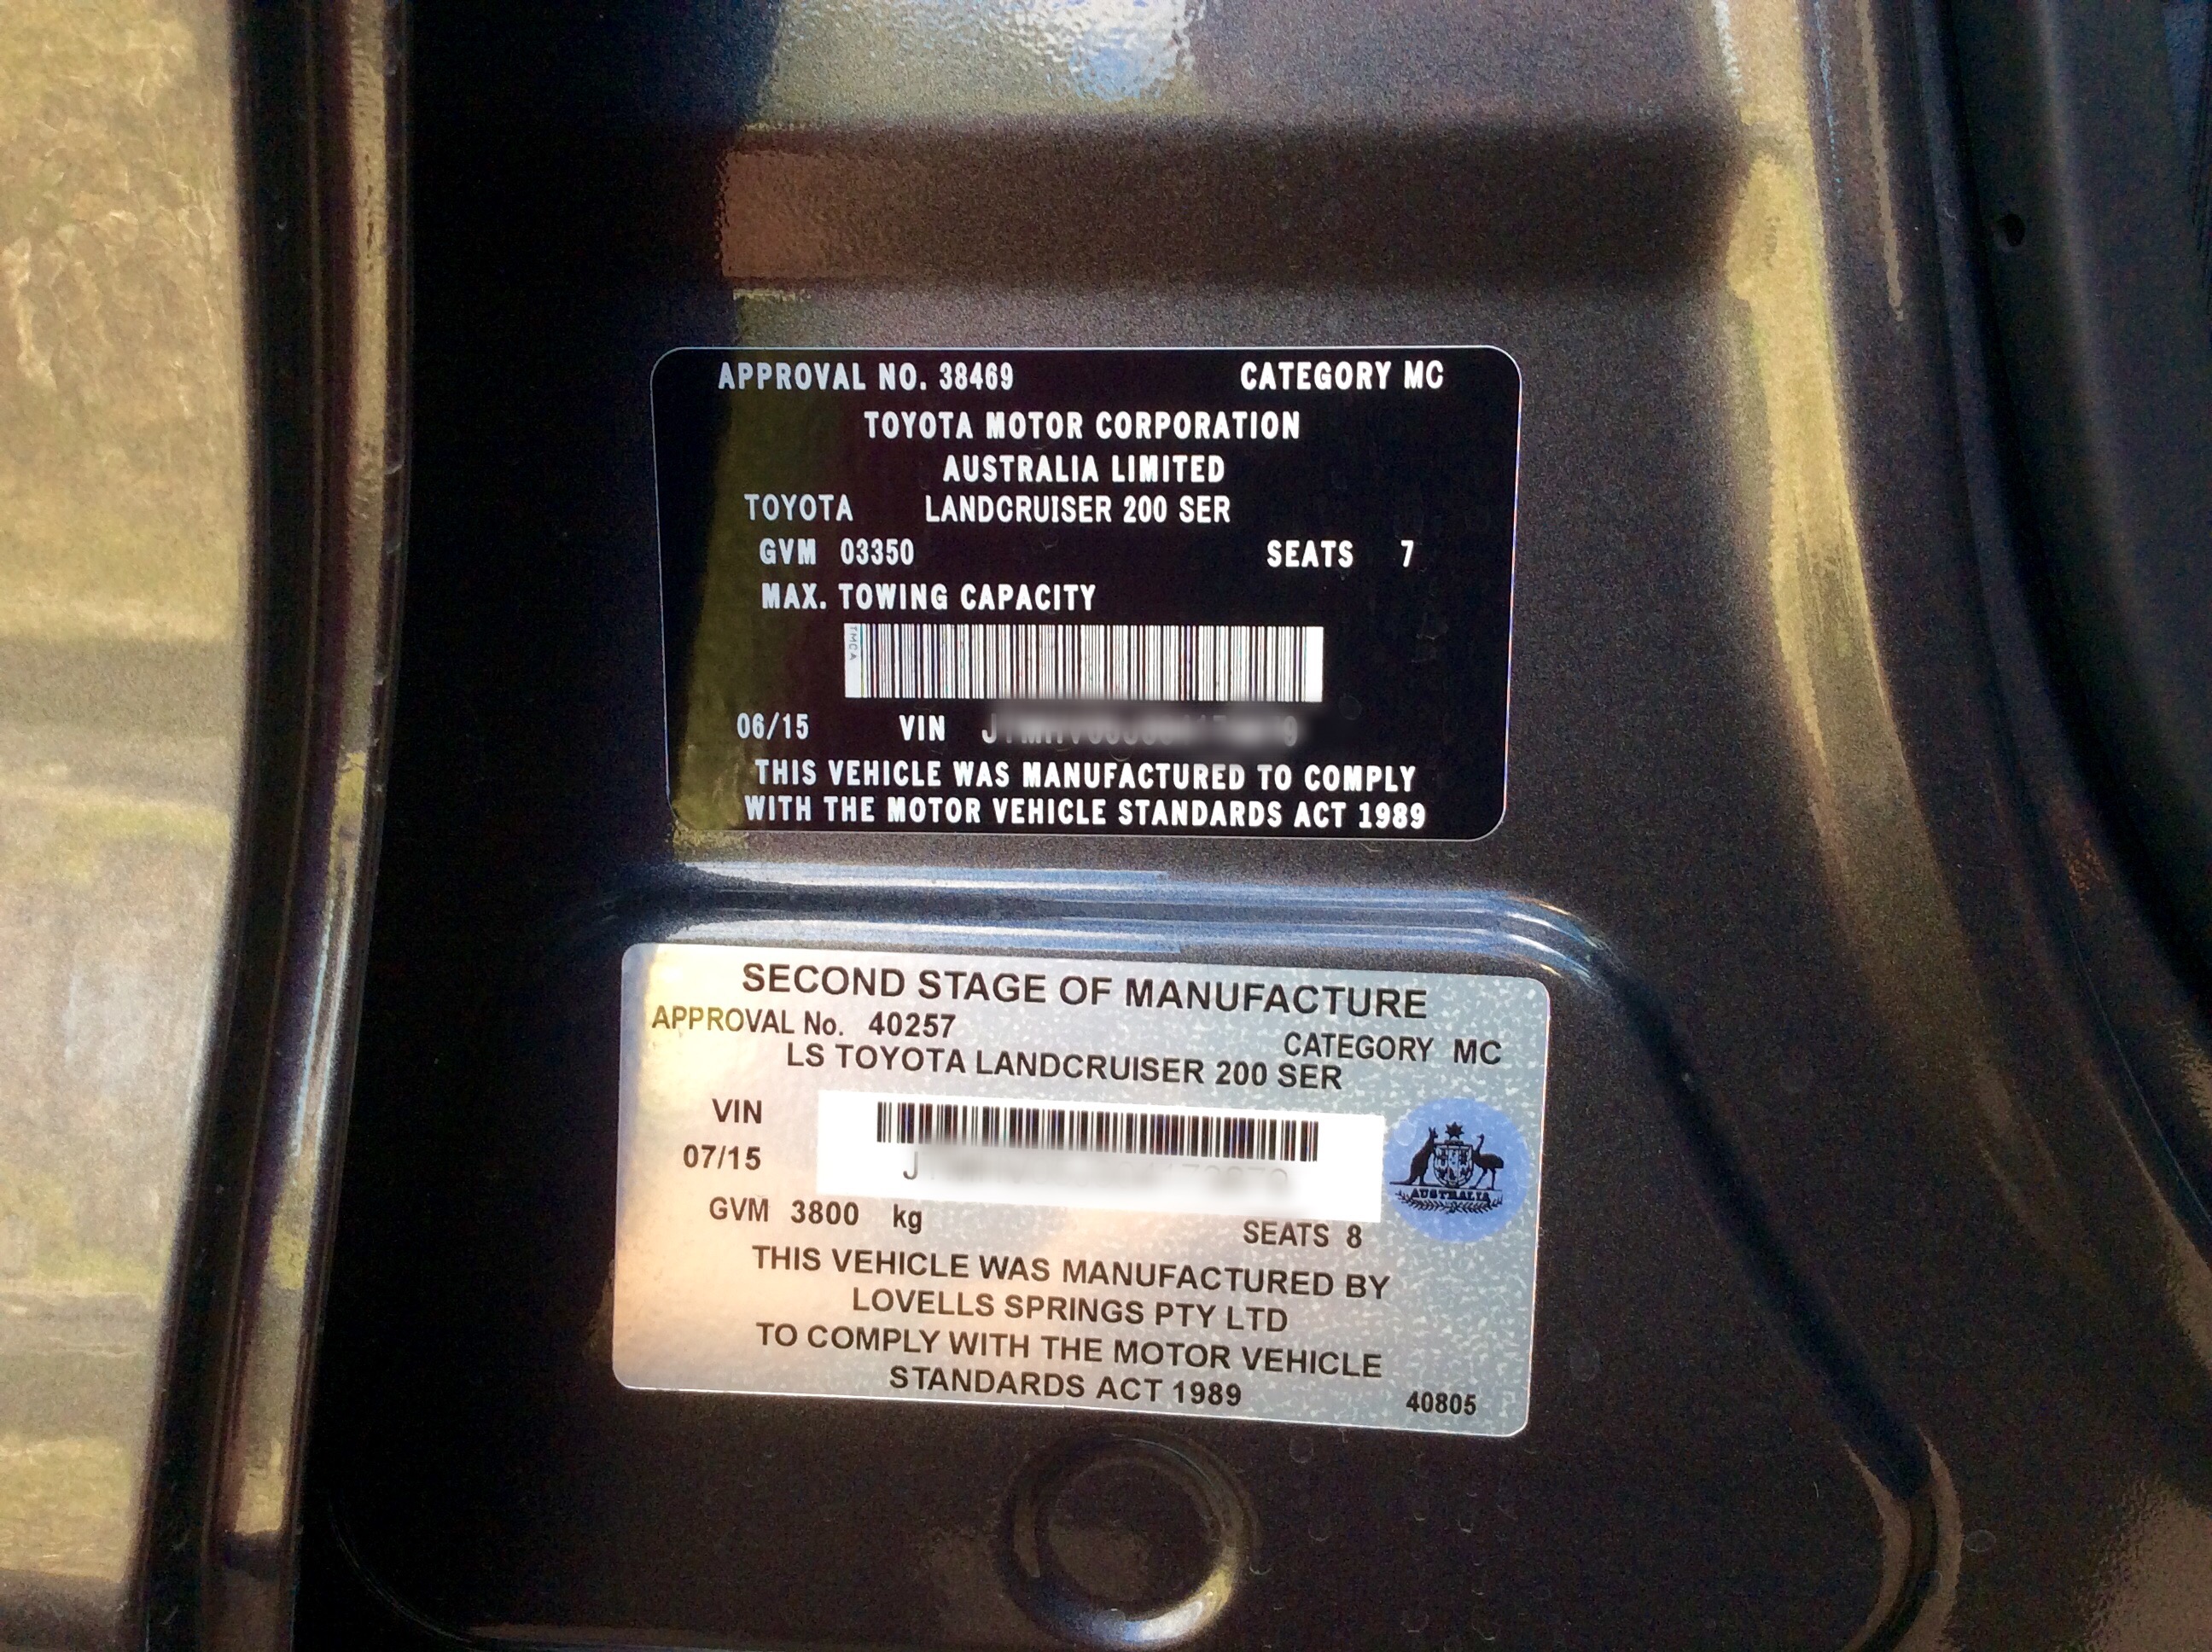 APPROVAL NO. 38469 CATEGORY MC
TOYOTA MOTOR CORPORATION
AUSTRALIA LIMITED
TOYOTA LANDCRUISER 200 SER
GVM 03350 SEATS 7
MAX. TOWING CAPACITY
TMCA
06/15 VIN
THIS VEHICLE WAS MANUFACTURED TO COMPLY
WITH THE MOTOR VEHICLE STANDARDS ACT 1989
SECOND STAGE OF MANUFACTURE
APPROVAL No. 40257 CATEGORY MC
LS TOYOTA LANDCRUISER 200 SER
VIN
07/15
AUSTRALIA
GVM 3800 kg SEATS 8
THIS VEHICLE WAS MANUFACTURED BY
LOVELLS SPRINGS PTY LTD
TO COMPLY WITH THE MOTOR VEHICLE
STANDARDS ACT 1989 40805